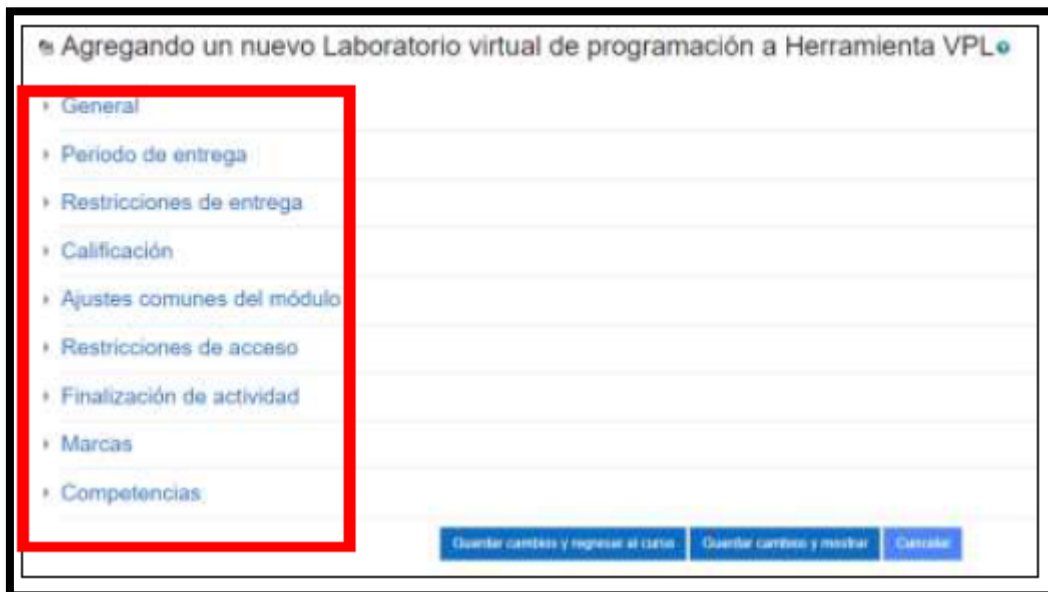 Agregando un nuevo Laboratorio virtual de programación a Herramienta VPL
General
Periodo de entrega
Restricciones de entrega
Calificación
Ajustes comunes del módulo
Restricciones de acceso
Finalización de actividad
Marcas
Competencias
Guardar cambios y regresar al curso Guardar cambios y mostrar Cancelar